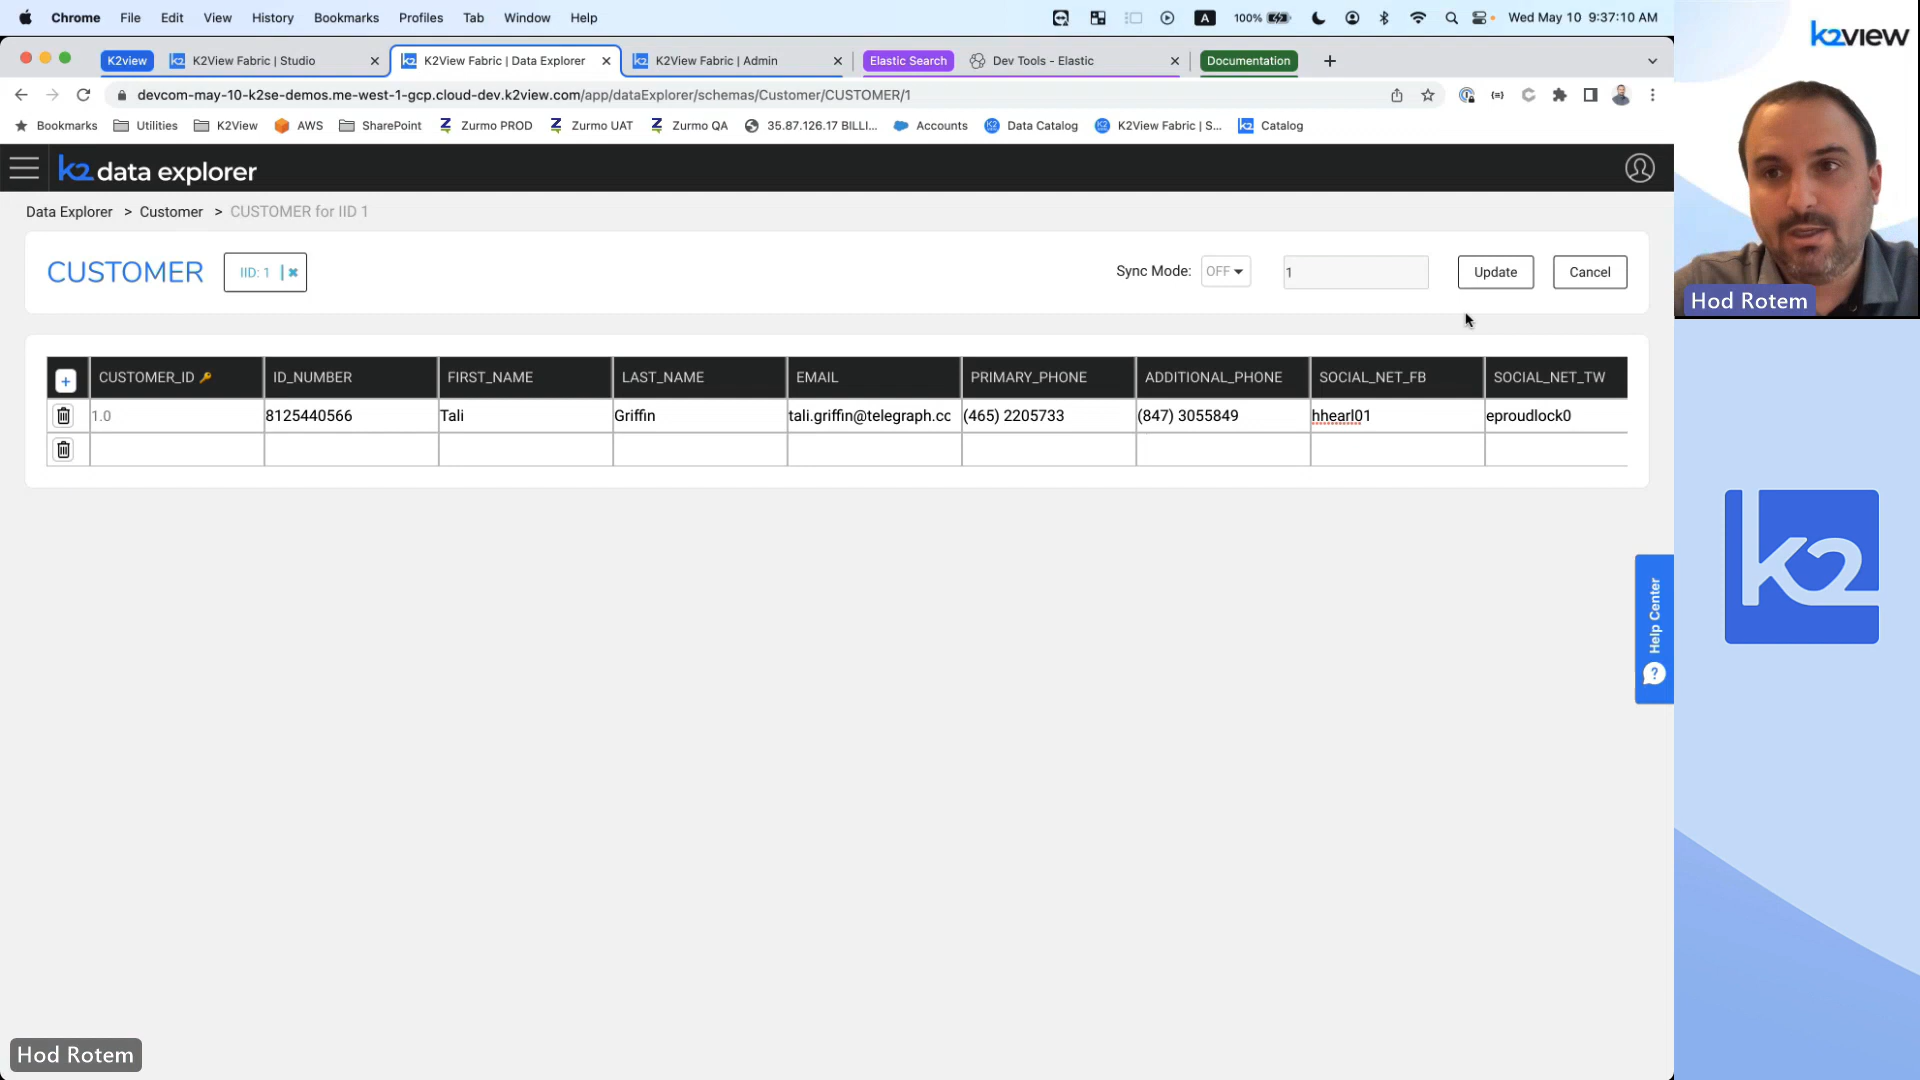 Chrome File Edit View History Bookmarks Profiles Tab Window Help
A 100% Wed May 10 9:37:10 AM
K2view K2View Fabric | Studio K2View Fabric | Data Explorer K2View Fabric | Admin Elastic Search Dev Tools - Elastic Documentation
devcom-may-10-k2se-demos.me-west-1-gcp.cloud-dev.k2view.com/app/dataExplorer/schemas/Customer/CUSTOMER/1
Bookmarks Utilities K2View AWS SharePoint Zurmo PROD Zurmo UAT Zurmo QA 35.87.126.17 BILLI... Accounts Data Catalog K2View Fabric | S... Catalog
k2 data explorer
Data Explorer > Customer > CUSTOMER for IID 1
CUSTOMER IID: 1 Sync Mode: OFF 1 Update Cancel
+ CUSTOMER_ID ID_NUMBER FIRST_NAME LAST_NAME EMAIL PRIMARY_PHONE ADDITIONAL_PHONE SOCIAL_NET_FB SOCIAL_NET_TW
1.0 8125440566 Tali Griffin tali.griffin@telegraph.cc (465) 2205733 (847) 3055849 hhearl01 eproudlock0
Help Center
?
Hod Rotem
k2view
Hod Rotem
k2